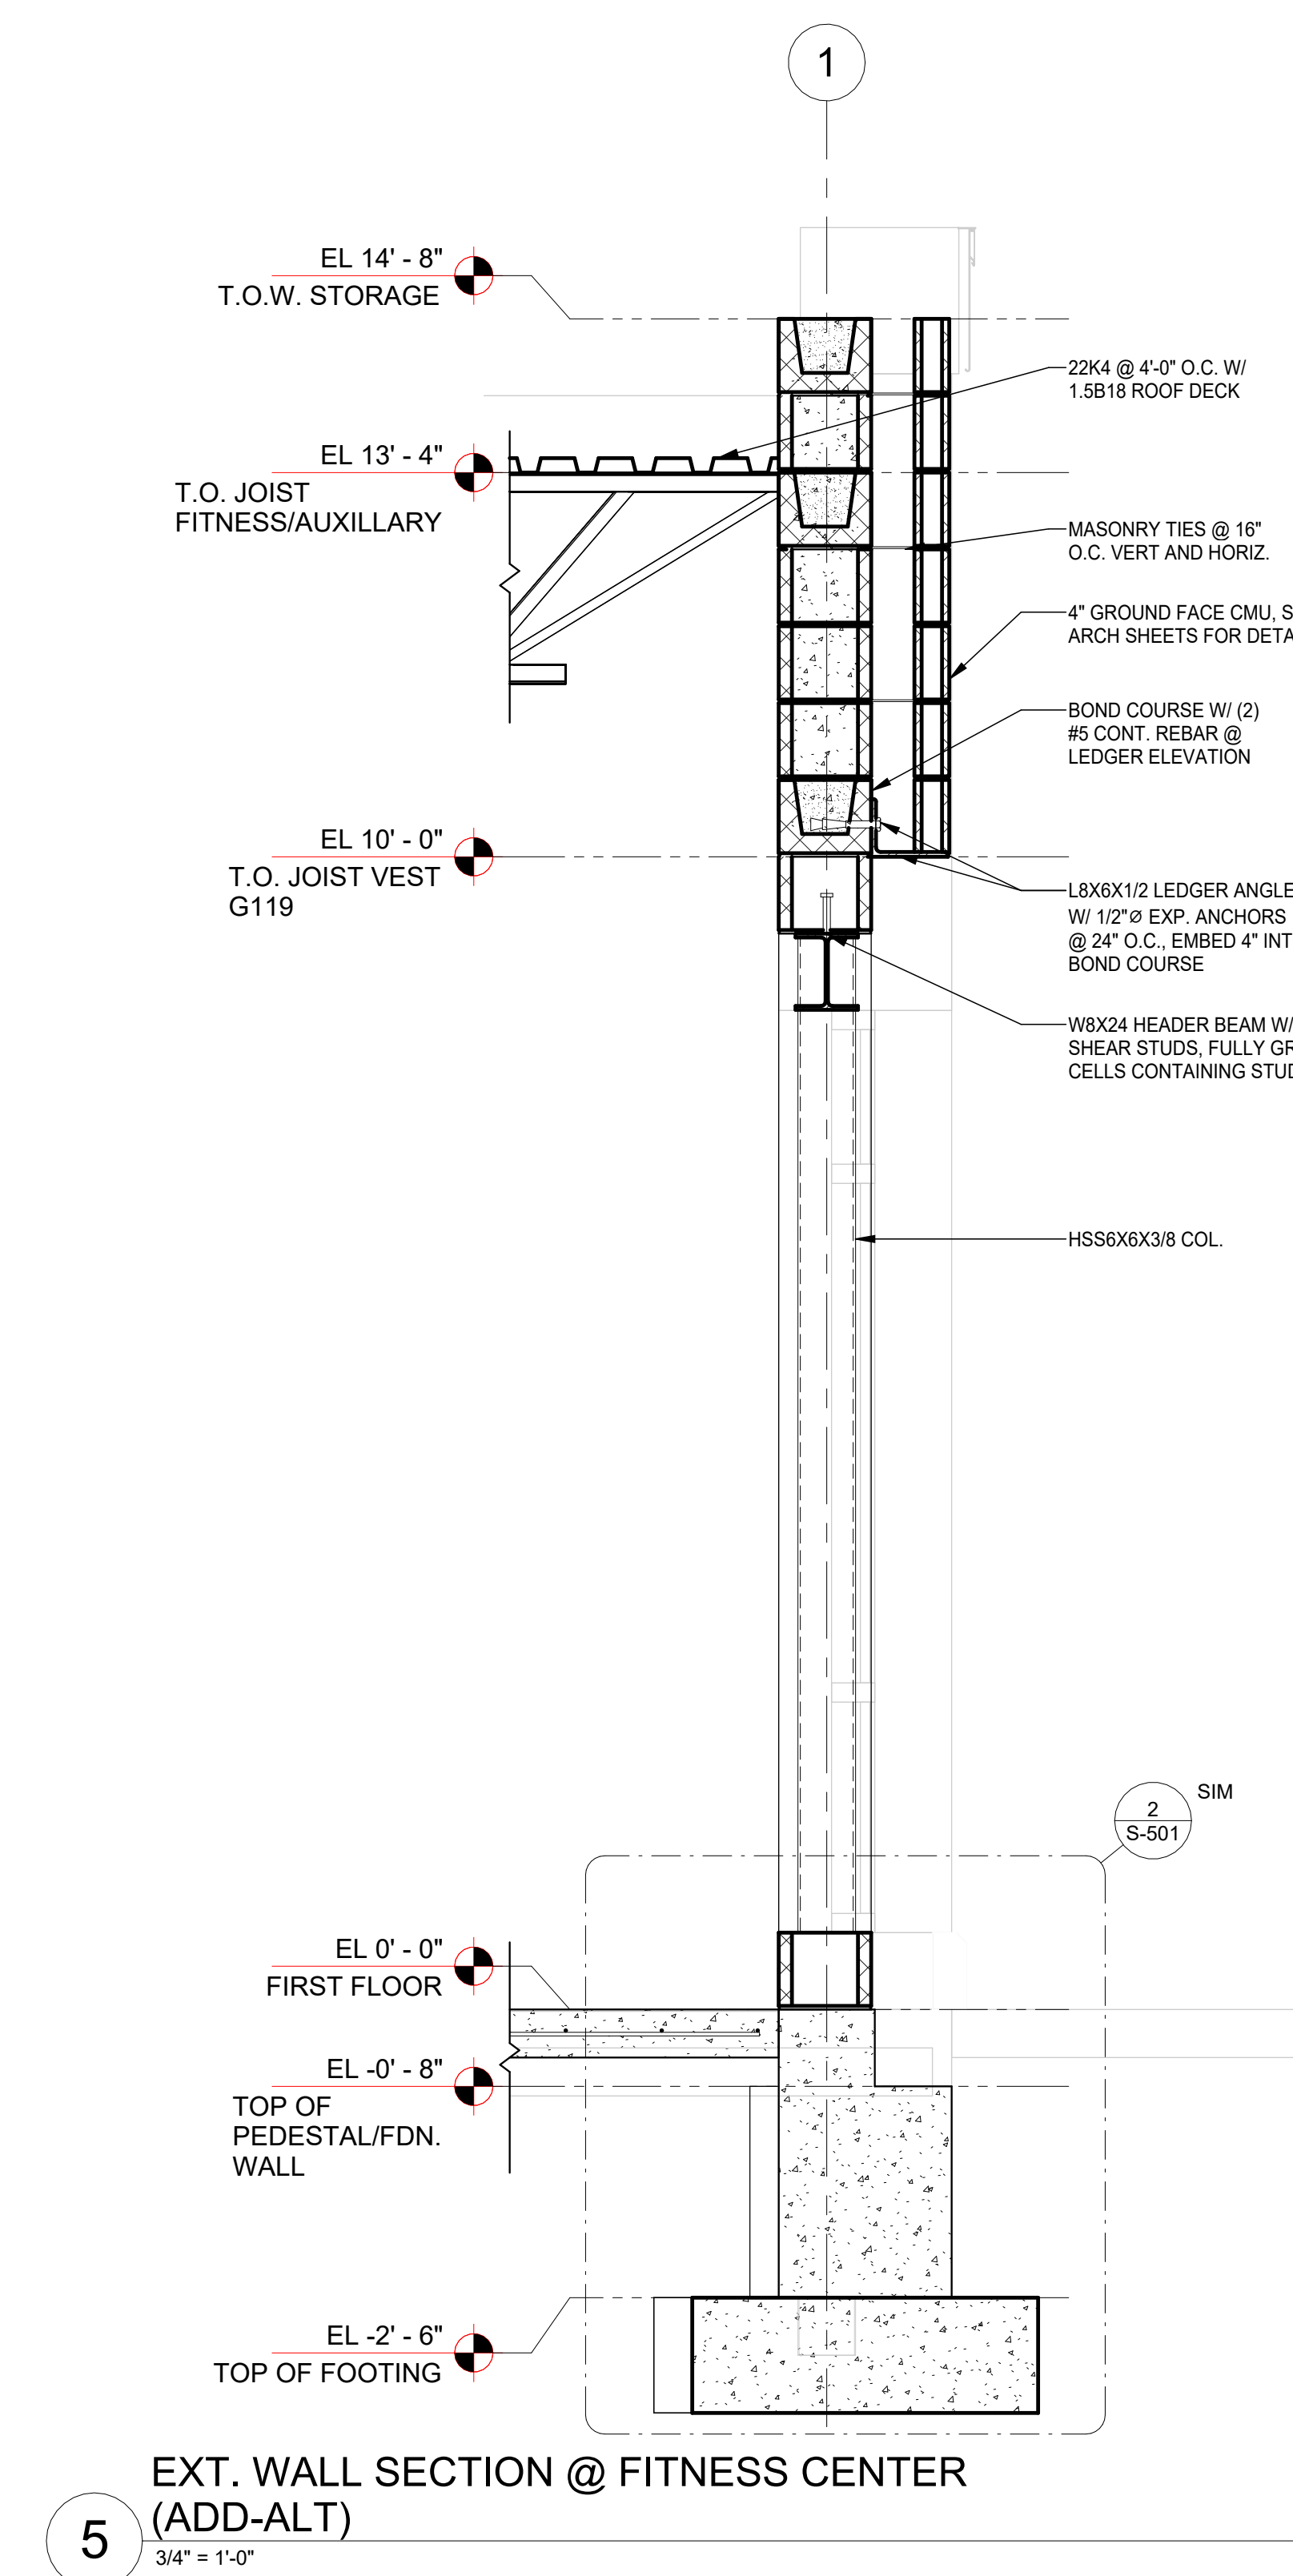 1
EL 14' - 8"
T.O.W. STORAGE
22K4 @ 4'-0" O.C. W/
1.5B18 ROOF DECK
EL 13' - 4"
T.O. JOIST
FITNESS/AUXILLARY
MASONRY TIES @ 16"
O.C. VERT AND HORIZ.
4" GROUND FACE CMU, S
ARCH SHEETS FOR DETA
BOND COURSE W/ (2)
#5 CONT. REBAR @
LEDGER ELEVATION
EL 10' - 0"
T.O. JOIST VEST
G119
L8X6X1/2 LEDGER ANGLE
W/ 1/2"Ø EXP. ANCHORS
@ 24" O.C., EMBED 4" INT
BOND COURSE
W8X24 HEADER BEAM W/
SHEAR STUDS, FULLY GR
CELLS CONTAINING STUD
HSS6X6X3/8 COL.
SIM
2
S-501
EL 0' - 0"
FIRST FLOOR
EL -0' - 8"
TOP OF
PEDESTAL/FDN.
WALL
EL -2' - 6"
TOP OF FOOTING
EXT. WALL SECTION @ FITNESS CENTER
(ADD-ALT)
5
3/4" = 1'-0"